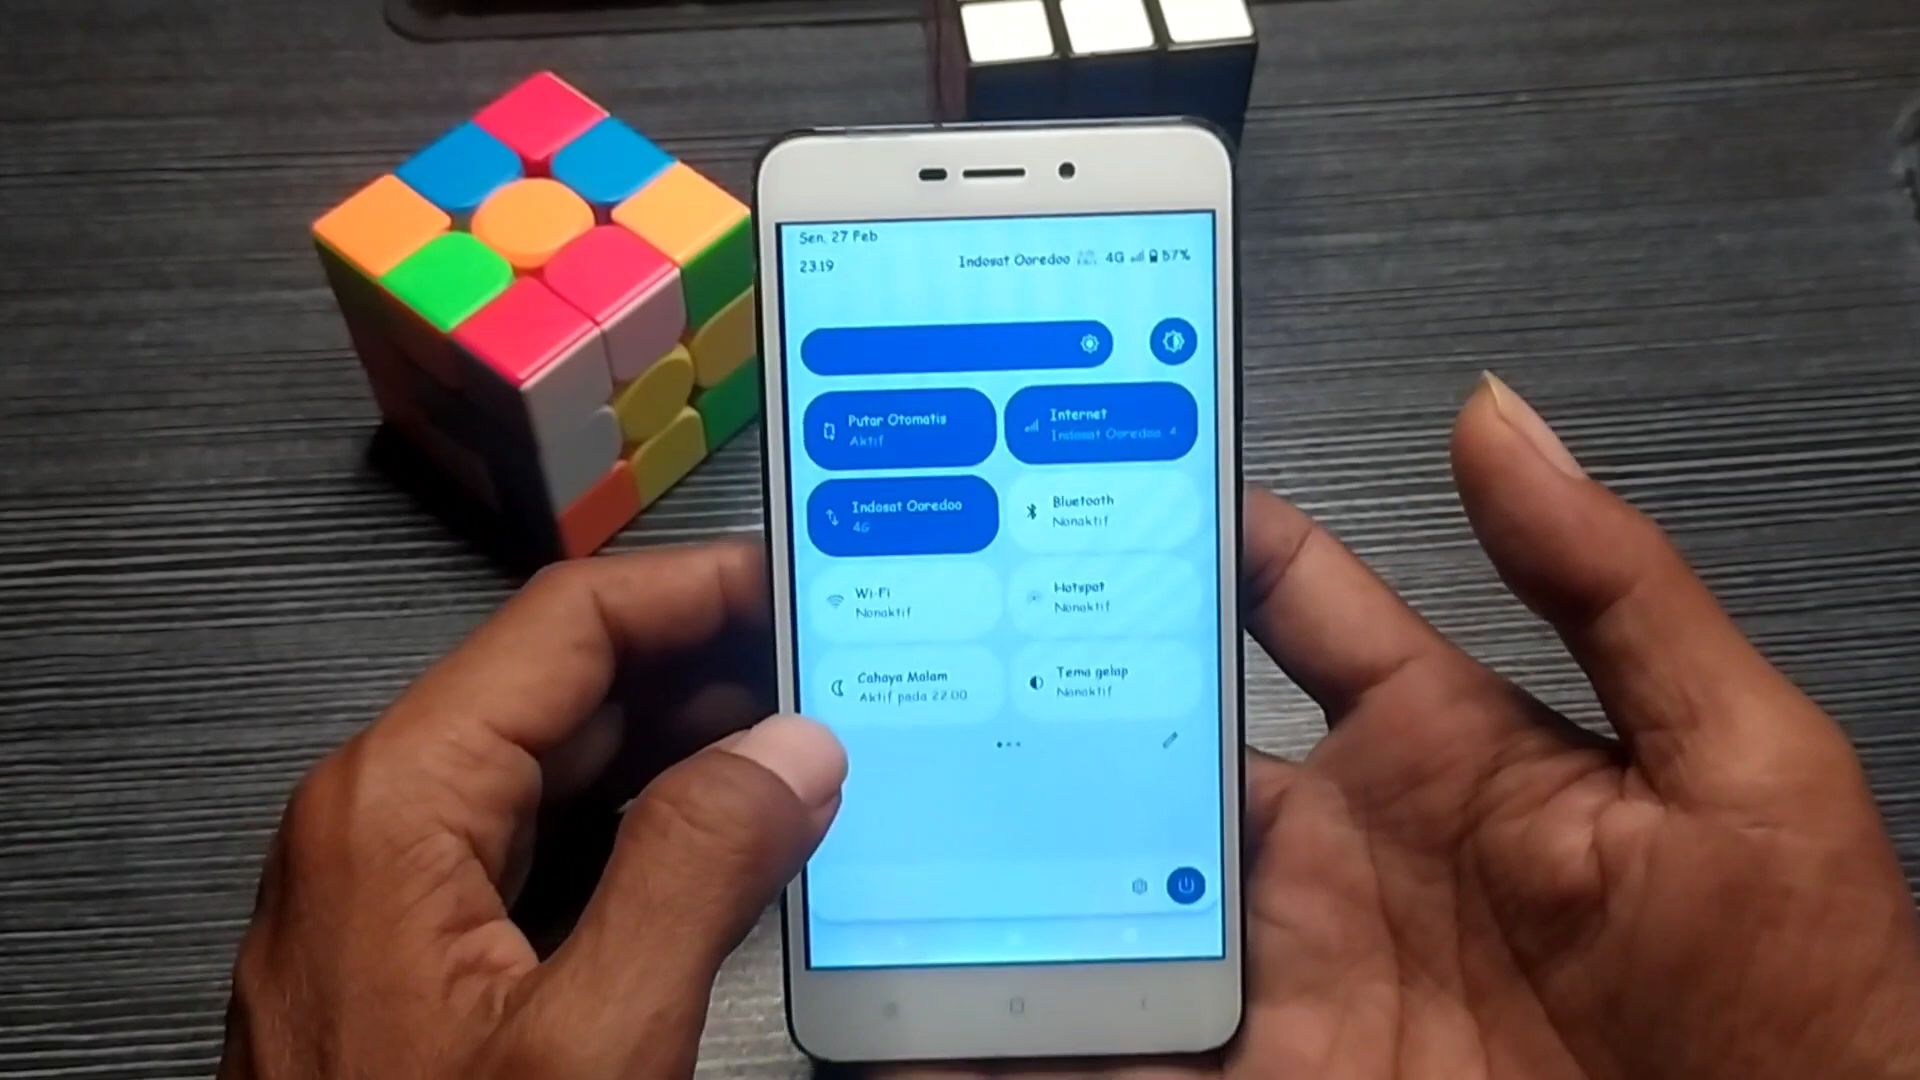 Sen, 27 Feb
23.19
Indosat Ooredoo 4G 57%
Putar Otomatis
Aktif
Internet
Indosat Ooredoo 4
Indosat Ooredoo
4G
Bluetooth
Nonaktif
Wi-Fi
Nonaktif
Hotspot
Nonaktif
Cahaya Malam
Aktif pada 22.00
Tema gelap
Nonaktif